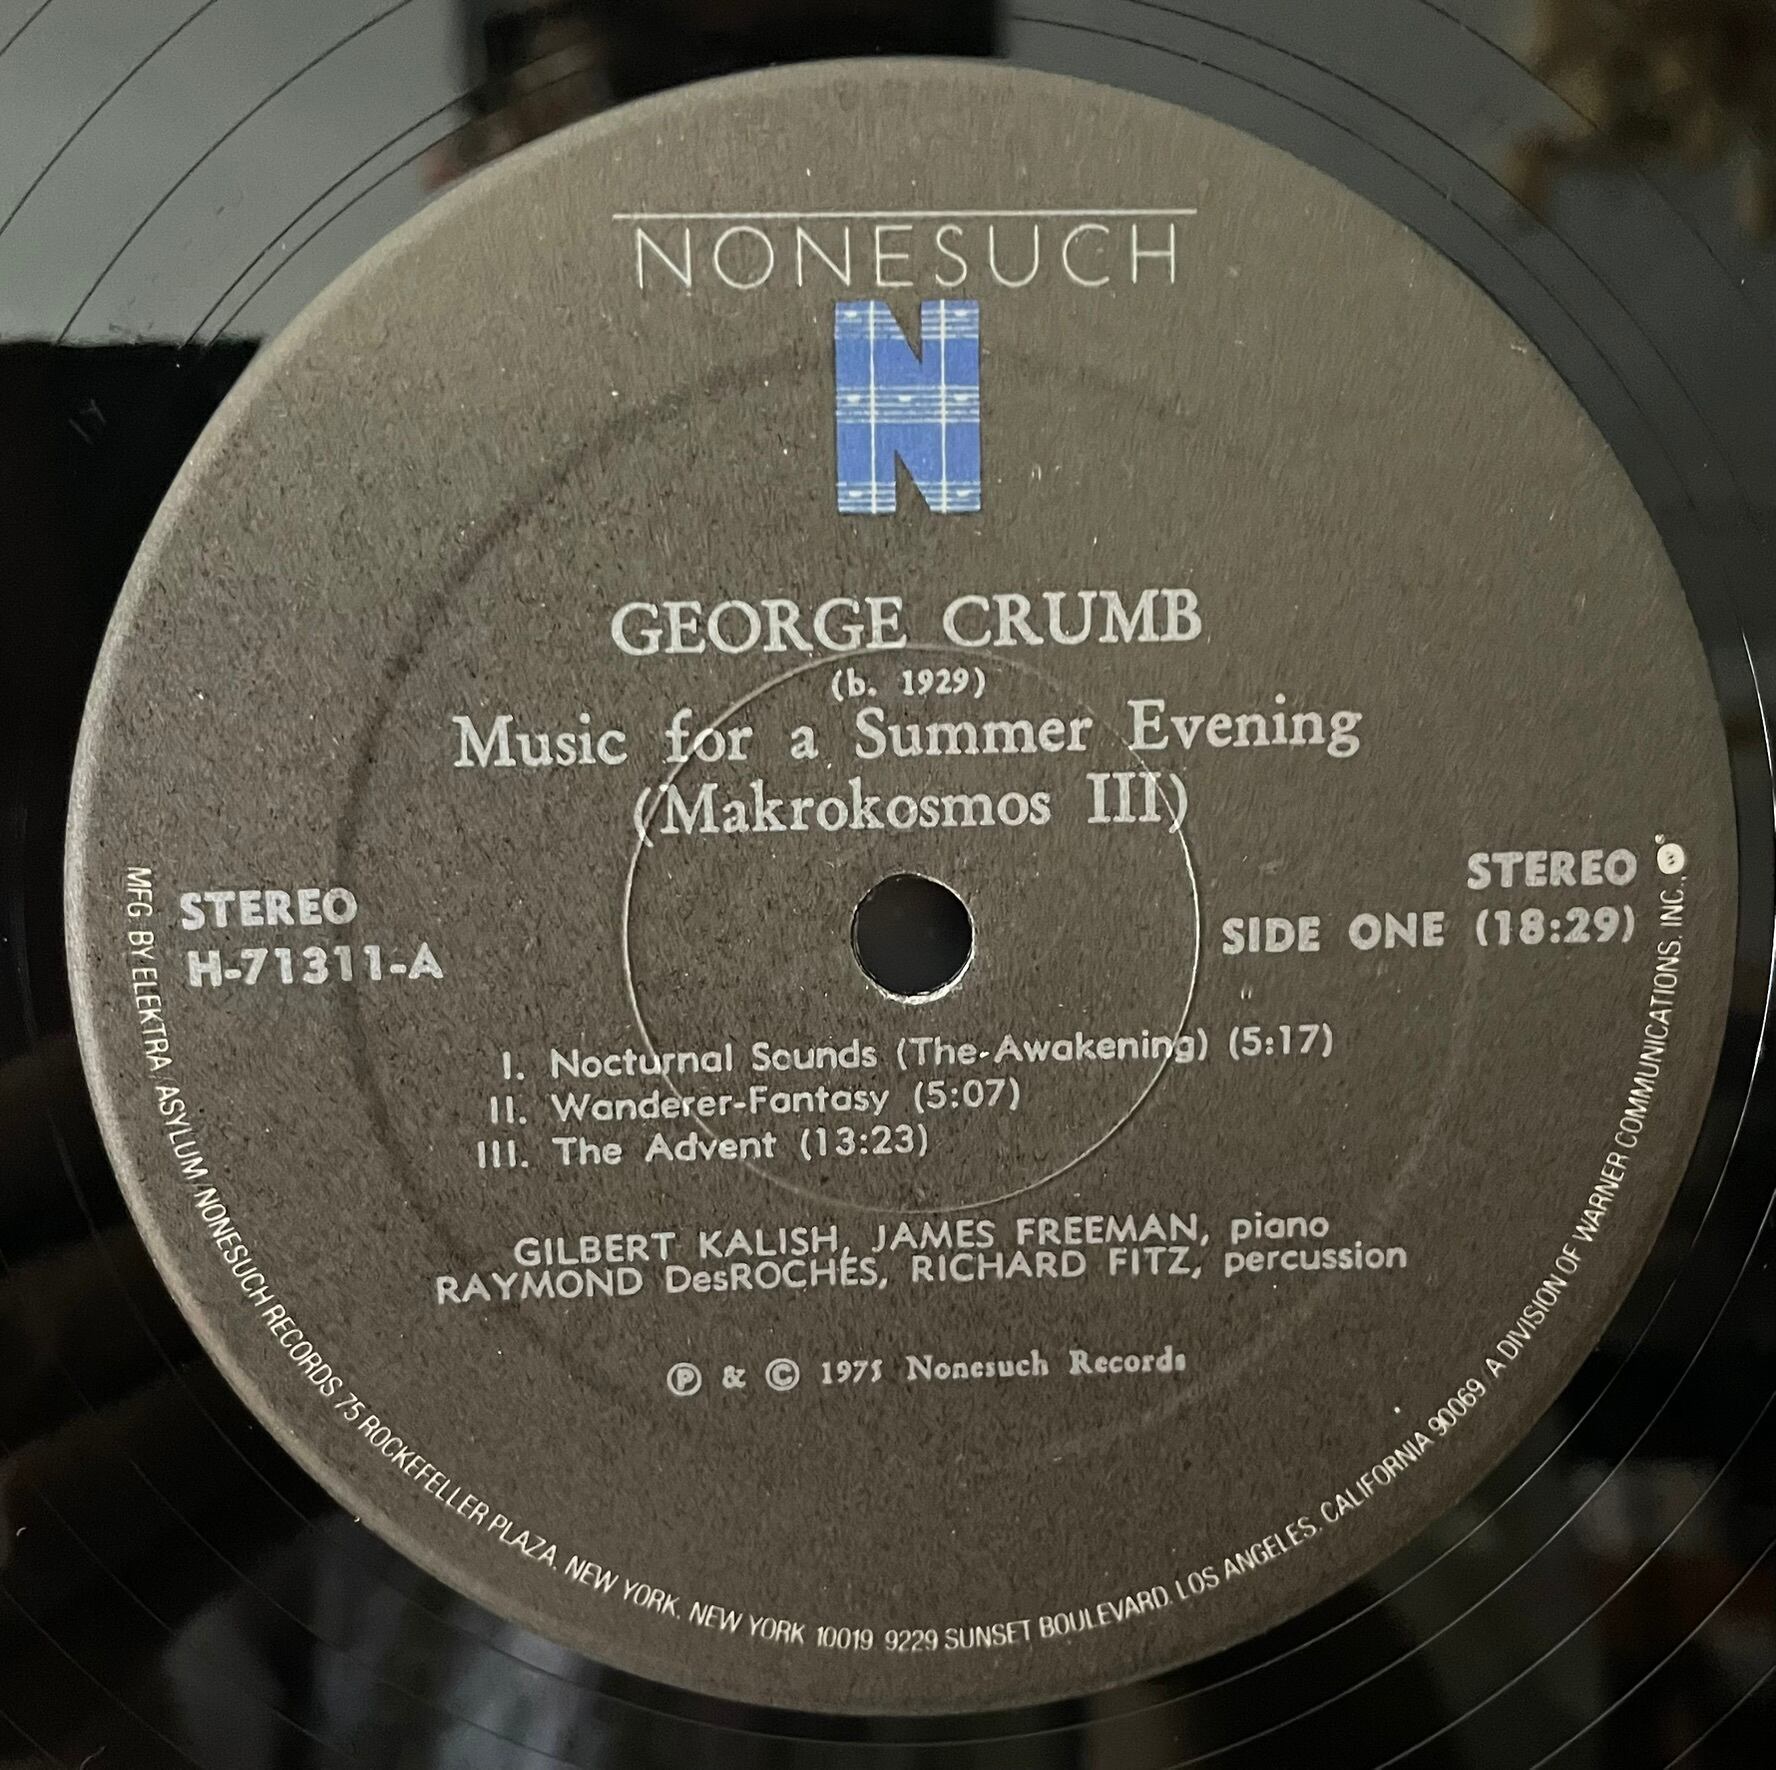 NONESUCH
N
GEORGE CRUMB
(b. 1929)
Music for a Summer Evening
(Makrokosmos III)
STEREO
H-71311-A
STEREO
SIDE ONE (18:29)
I. Nocturnal Sounds (The Awakening) (5:17)
II. Wanderer-Fantasy (5:07)
III. The Advent (13:23)
GILBERT KALISH, JAMES FREEMAN, piano
RAYMOND DesROCHES, RICHARD FITZ, percussion
Ⓟ & © 1975 Nonesuch Records
MFG. BY ELEKTRA/ASYLUM/NONESUCH RECORDS, 75 ROCKEFELLER PLAZA, NEW YORK, NEW YORK 10019 9229 SUNSET BOULEVARD, LOS ANGELES, CALIFORNIA 90069 A DIVISION OF WARNER COMMUNICATIONS, INC.